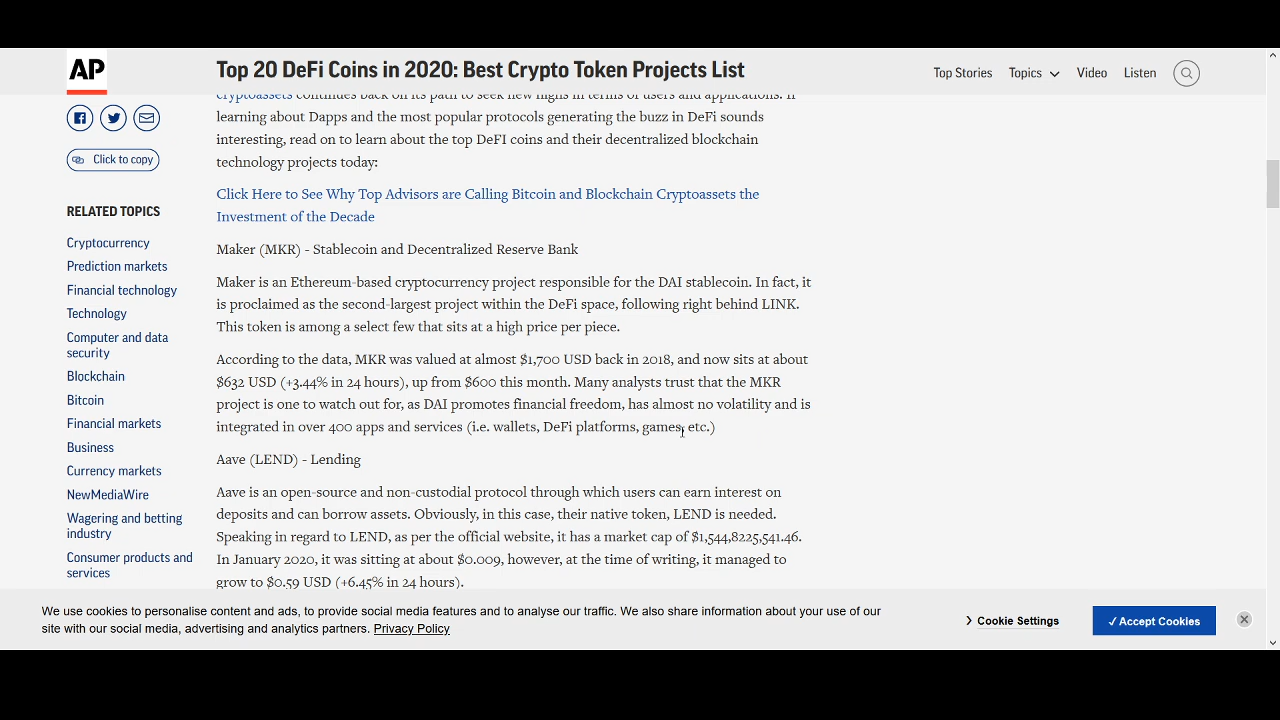 AP
Top 20 DeFi Coins in 2020: Best Crypto Token Projects List
Top Stories
Topics
Video
Listen
Click to copy
RELATED TOPICS
Cryptocurrency
Prediction markets
Financial technology
Technology
Computer and data
security
Blockchain
Bitcoin
Financial markets
Business
Currency markets
NewMediaWire
Wagering and betting
industry
Consumer products and
services
cryptoassets continues back on its path to seek new highs in terms of users and applications. If
learning about Dapps and the most popular protocols generating the buzz in DeFi sounds
interesting, read on to learn about the top DeFI coins and their decentralized blockchain
technology projects today:
Click Here to See Why Top Advisors are Calling Bitcoin and Blockchain Cryptoassets the
Investment of the Decade
Maker (MKR) - Stablecoin and Decentralized Reserve Bank
Maker is an Ethereum-based cryptocurrency project responsible for the DAI stablecoin. In fact, it
is proclaimed as the second-largest project within the DeFi space, following right behind LINK.
This token is among a select few that sits at a high price per piece.
According to the data, MKR was valued at almost $1,700 USD back in 2018, and now sits at about
$632 USD (+3.44% in 24 hours), up from $600 this month. Many analysts trust that the MKR
project is one to watch out for, as DAI promotes financial freedom, has almost no volatility and is
integrated in over 400 apps and services (i.e. wallets, DeFi platforms, games, etc.)
Aave (LEND) - Lending
Aave is an open-source and non-custodial protocol through which users can earn interest on
deposits and can borrow assets. Obviously, in this case, their native token, LEND is needed.
Speaking in regard to LEND, as per the official website, it has a market cap of $1,544,8225,541.46.
In January 2020, it was sitting at about $0.009, however, at the time of writing, it managed to
grow to $0.59 USD (+6.45% in 24 hours).
We use cookies to personalise content and ads, to provide social media features and to analyse our traffic. We also share information about your use of our
site with our social media, advertising and analytics partners. Privacy Policy
Cookie Settings
✓ Accept Cookies